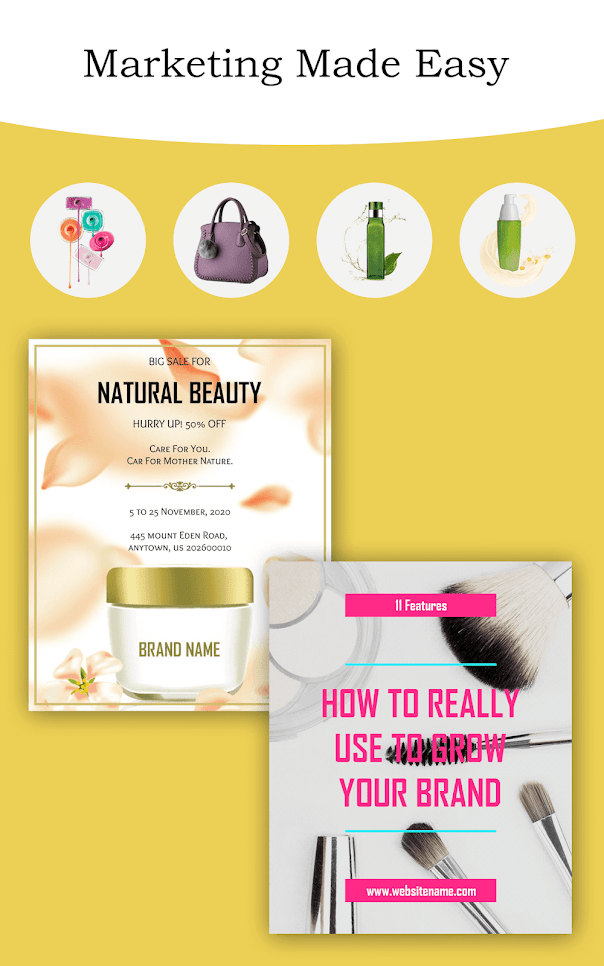 Marketing Made Easy
BIG SALE FOR
NATURAL BEAUTY
HURRY UP! 50% OFF
Care For You.
Car For Mother Nature.
5 to 25 November, 2020
445 mount Eden Road,
anytown, us 202600010
BRAND NAME
11 Features
HOW TO REALLY
USE TO GROW
YOUR BRAND
www.websitename.com